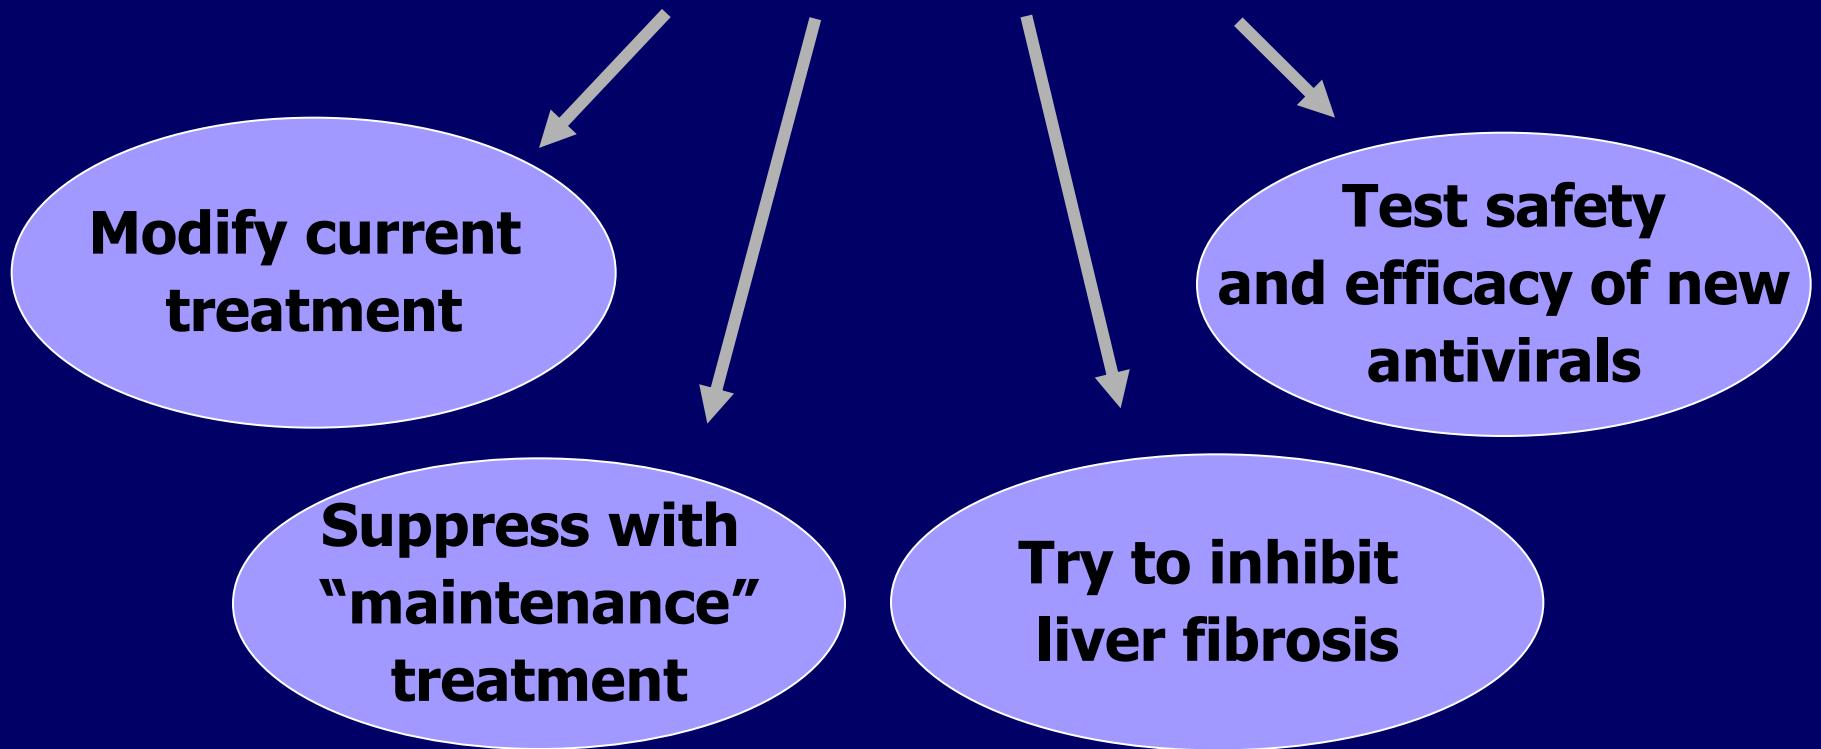 Modify current
treatment
Test safety
and efficacy of new
antivirals
Suppress with
“maintenance”
treatment
Try to inhibit
liver fibrosis